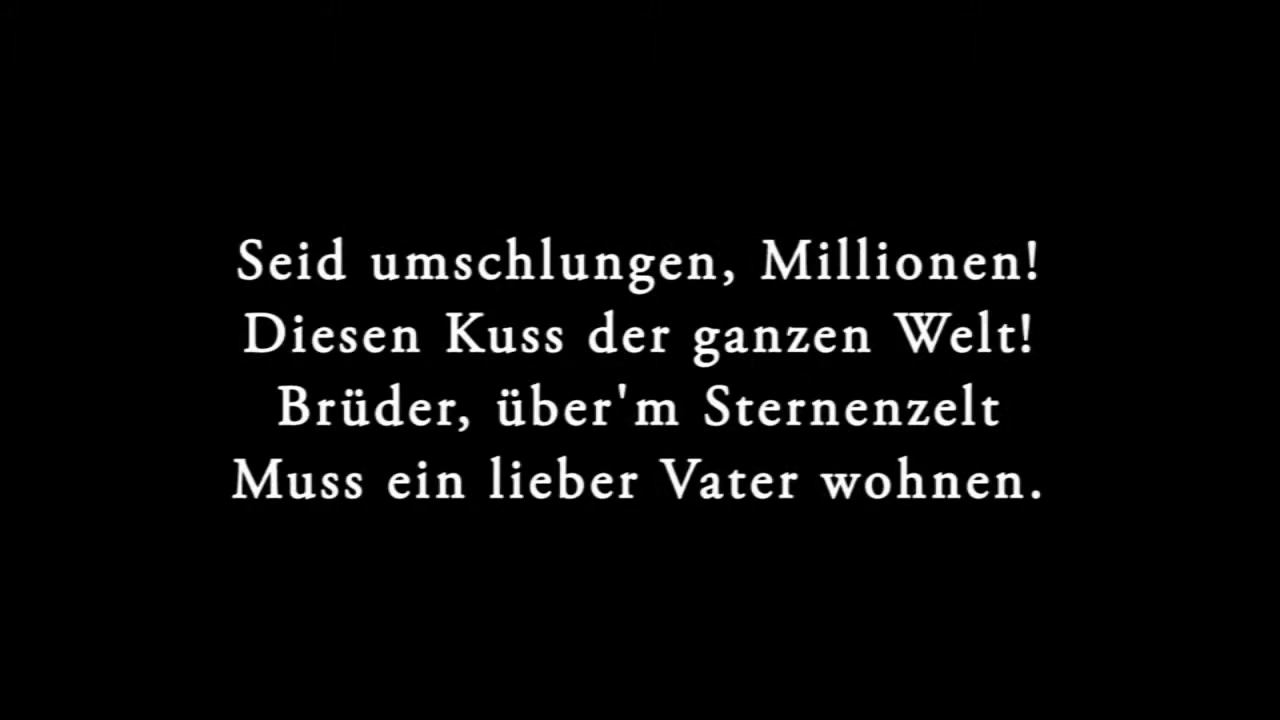 Seid umschlungen, Millionen!
Diesen Kuss der ganzen Welt!
Brüder, über'm Sternenzelt
Muss ein lieber Vater wohnen.